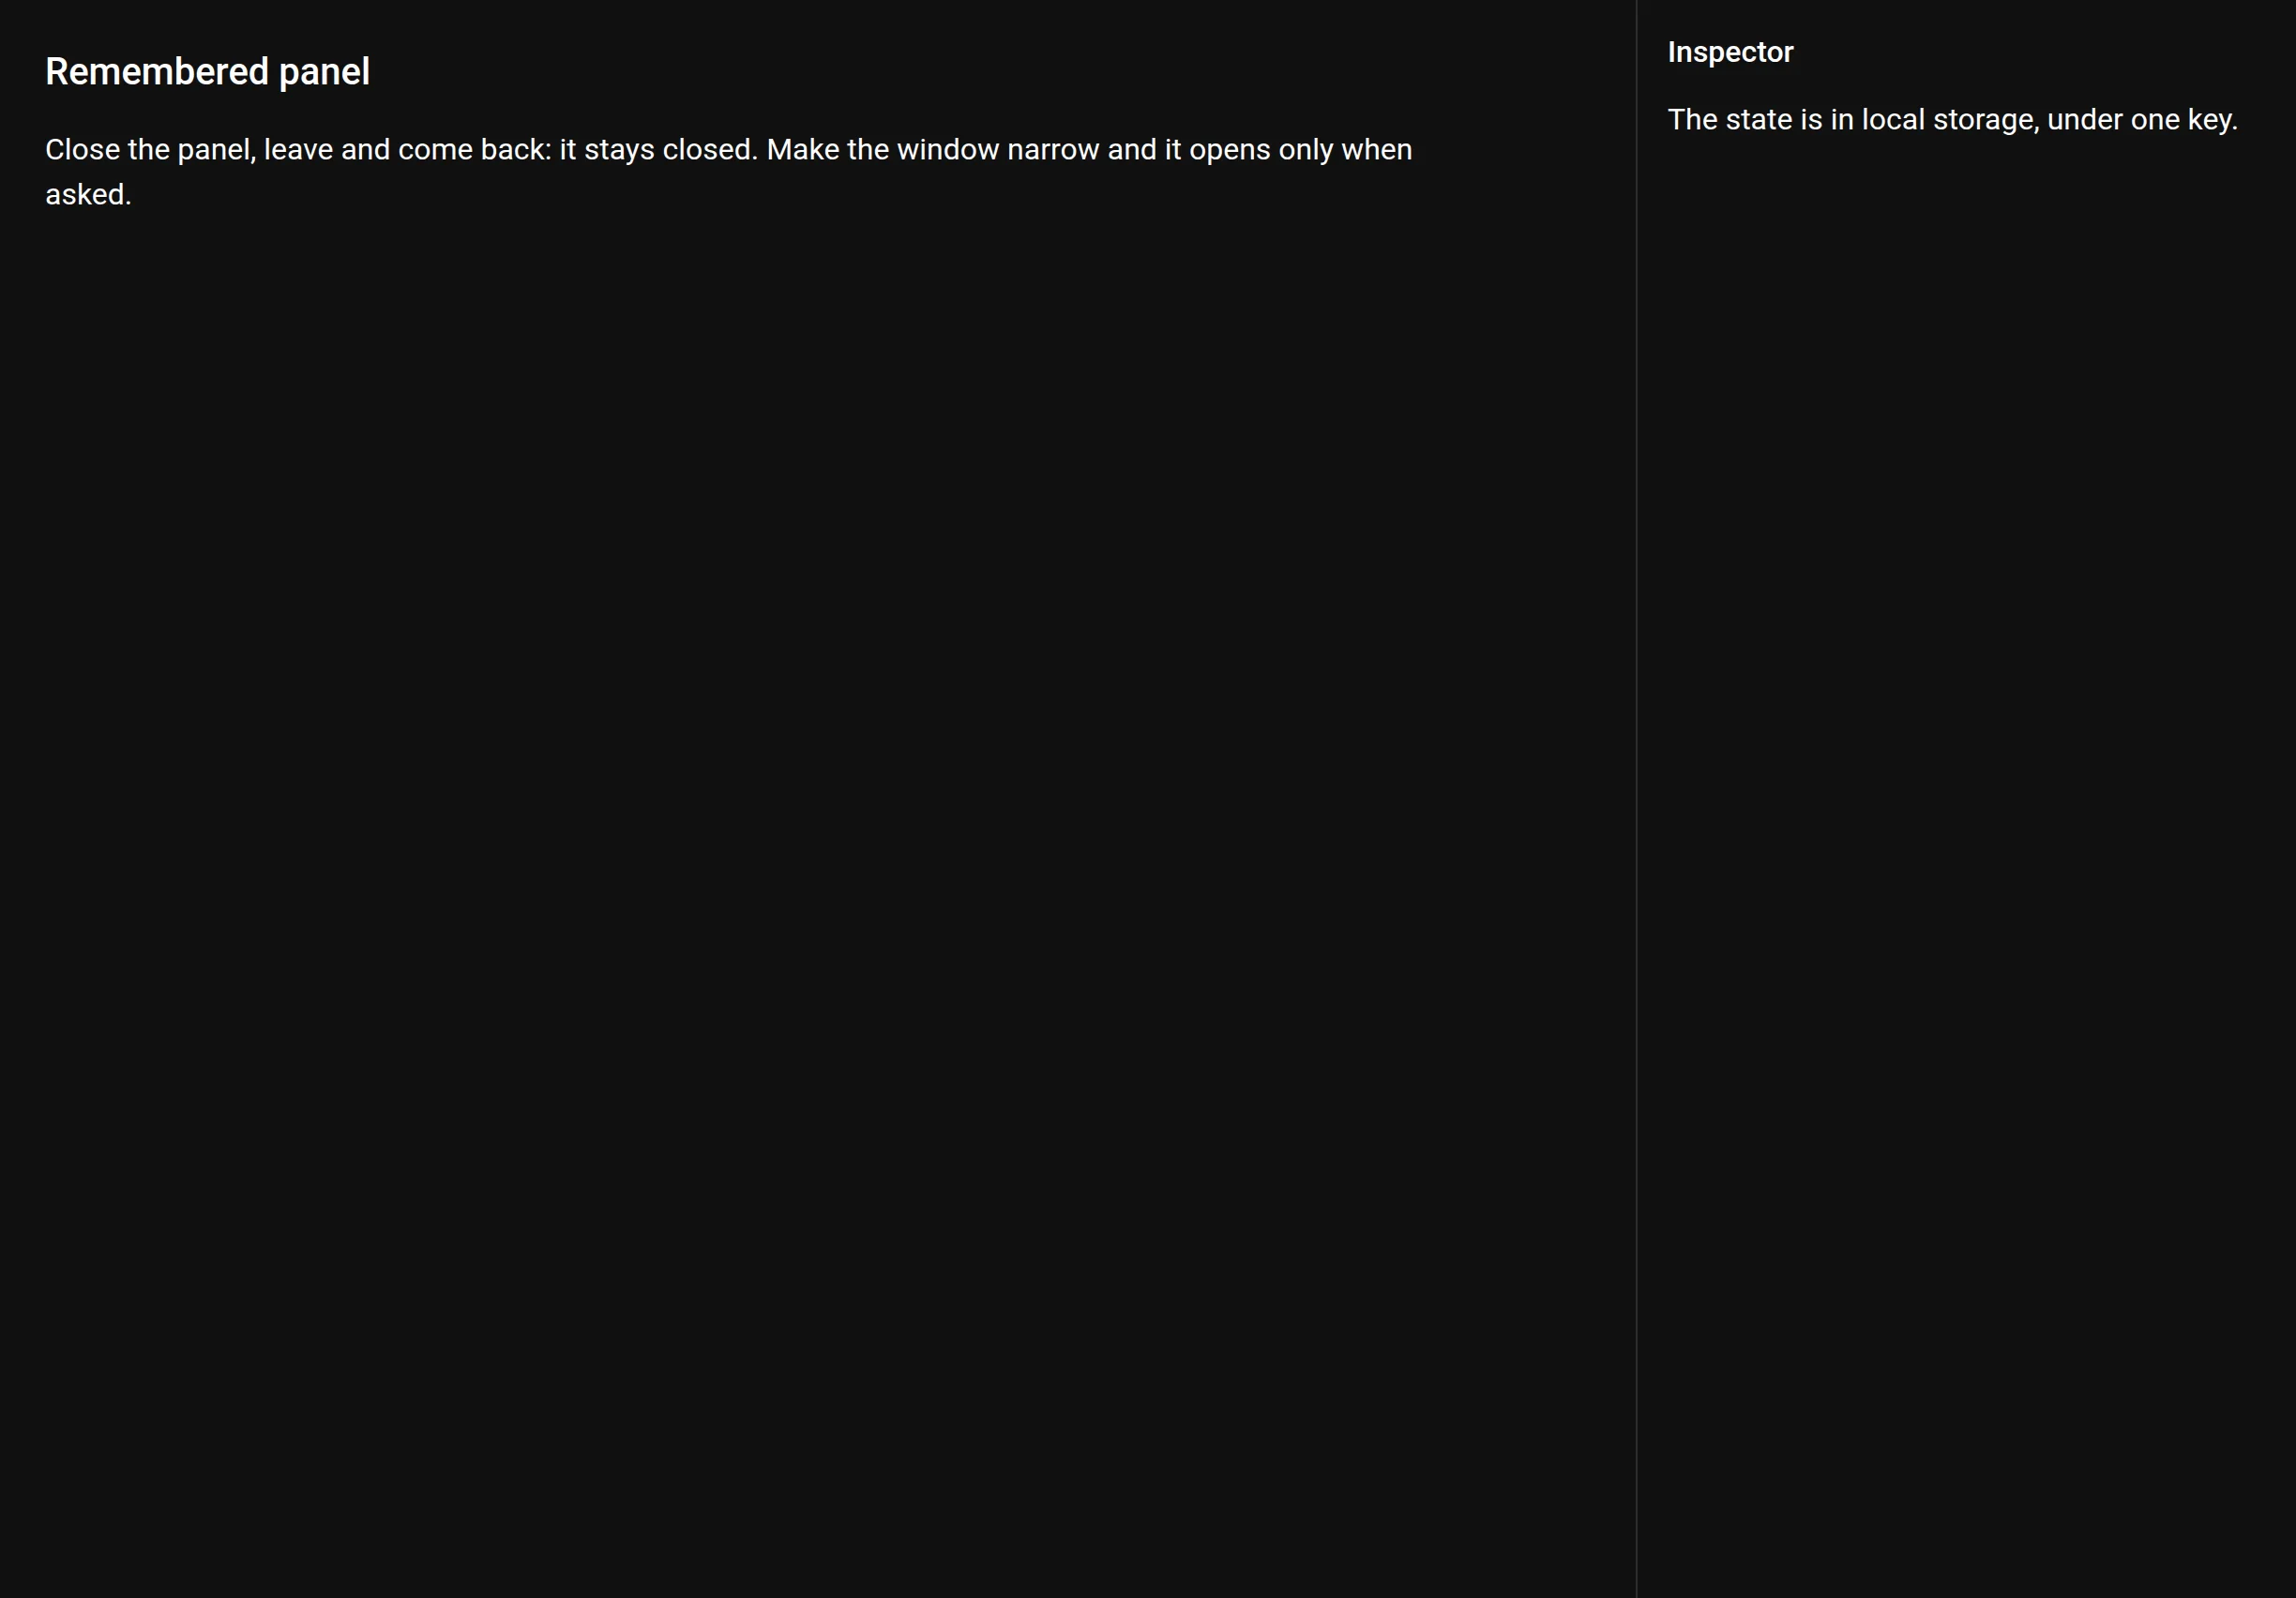 Remembered panel
Close the panel, leave and come back: it stays closed. Make the window narrow and it opens only when
asked.
Inspector
The state is in local storage, under one key.